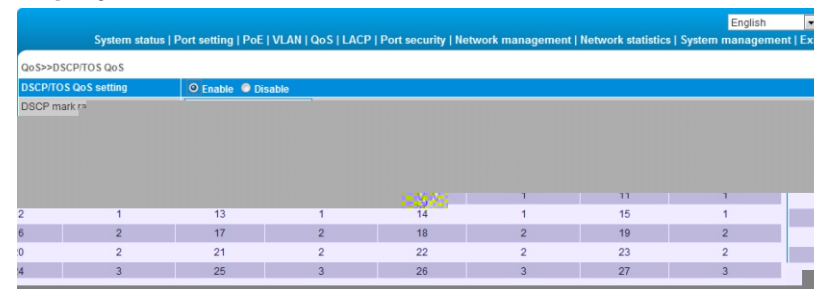 English
System status | Port setting | PoE | VLAN | QoS | LACP | Port security | Network management | Network statistics | System management | Ex
QoS>>DSCP/TOS QoS
DSCP/TOS QoS setting Enable Disable
DSCP mark
1 11 1
2 1 13 1 14 1 15 1
6 2 17 2 18 2 19 2
0 2 21 2 22 2 23 2
4 3 25 3 26 3 27 3